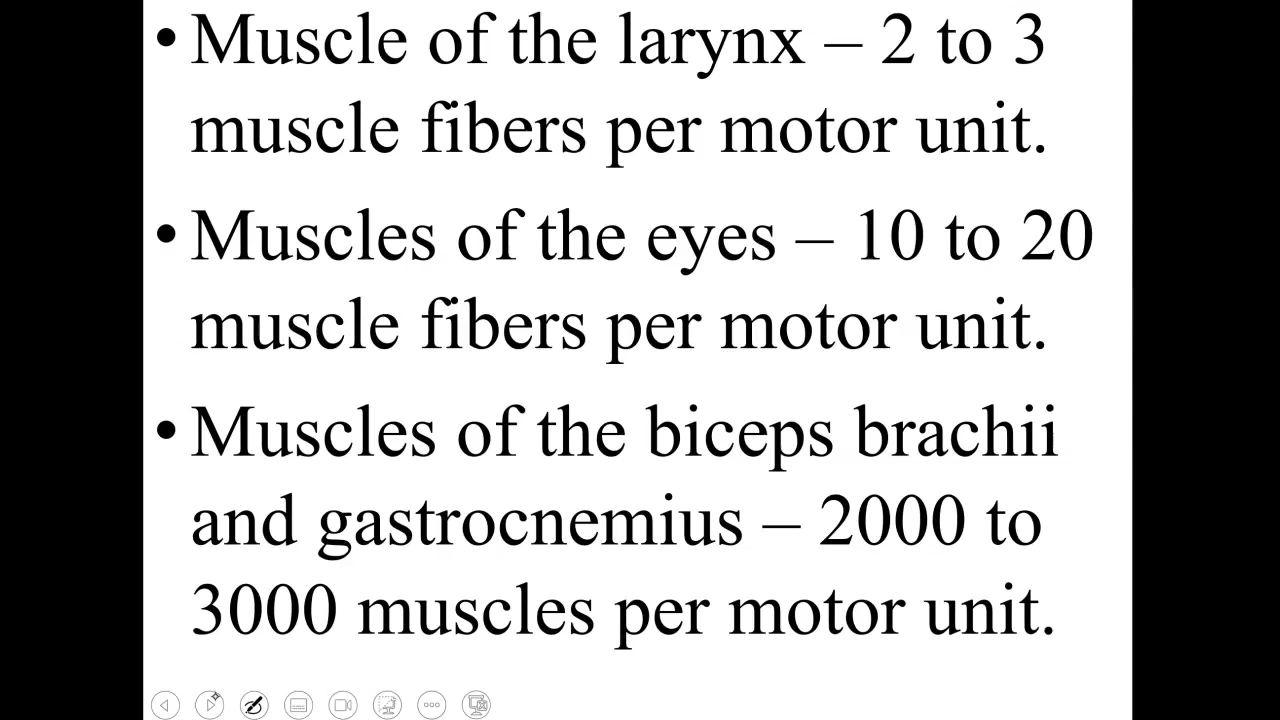 • Muscle of the larynx – 2 to 3
muscle fibers per motor unit.
• Muscles of the eyes – 10 to 20
muscle fibers per motor unit.
• Muscles of the biceps brachii
and gastrocnemius – 2000 to
3000 muscles per motor unit.